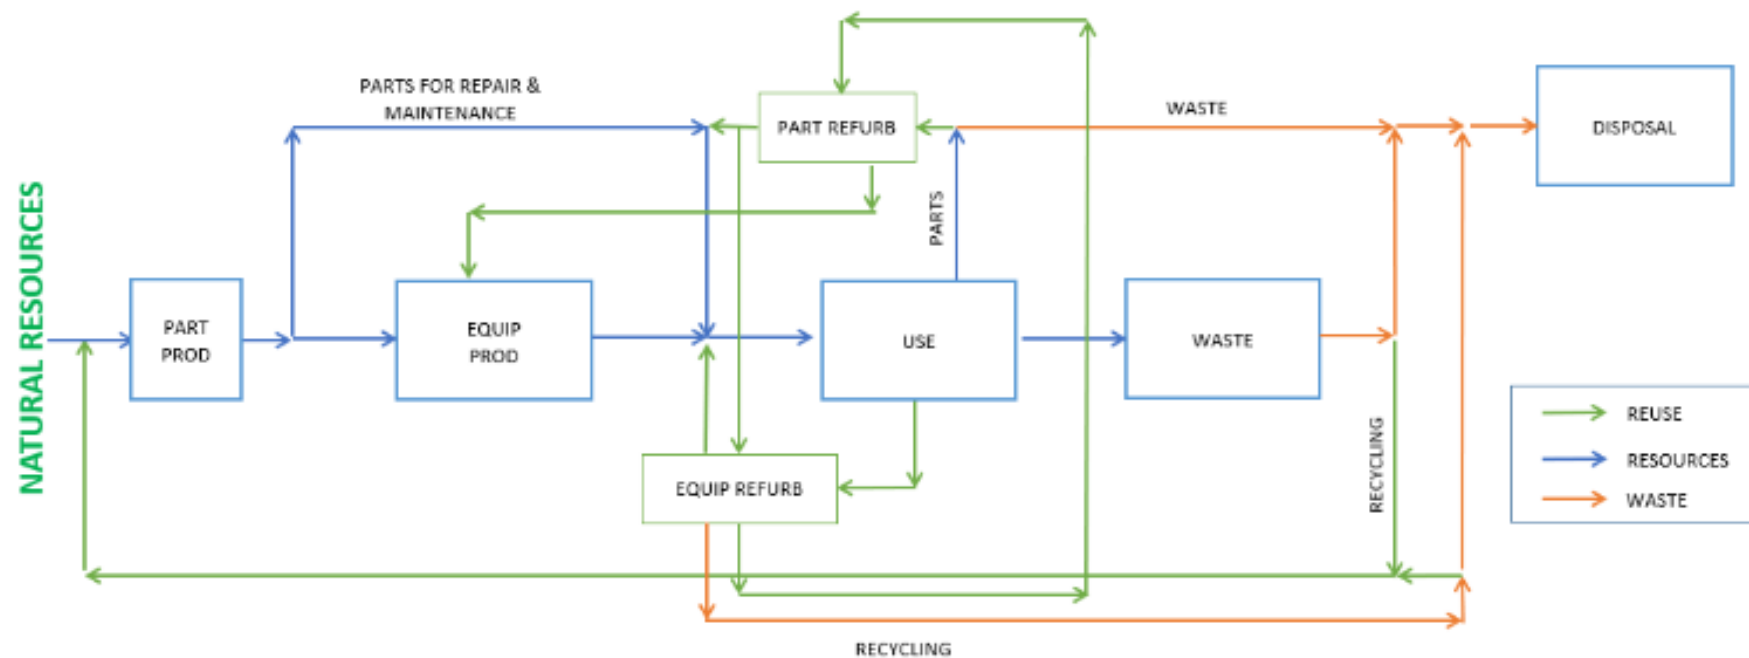 PARTS FOR REPAIR &
MAINTENANCE
PART REFURB
WASTE
DISPOSAL
NATURAL RESOURCES
PARTS
PART
PROD
EQUIP
PROD
USE
WASTE
RECYCLING
REUSE
RESOURCES
WASTE
EQUIP REFURB
RECYCLING